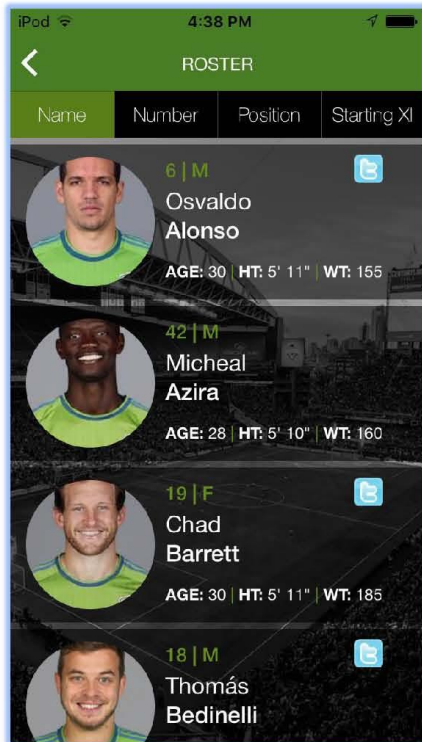 iPod 4:38 PM
ROSTER
Name Number Position Starting XI
6 | M
Osvaldo
Alonso
AGE: 30 | HT: 5' 11" | WT: 155
42 | M
Micheal
Azira
AGE: 28 | HT: 5' 10" | WT: 160
19 | F
Chad
Barrett
AGE: 30 | HT: 5' 11" | WT: 185
18 | M
Thomás
Bedinelli